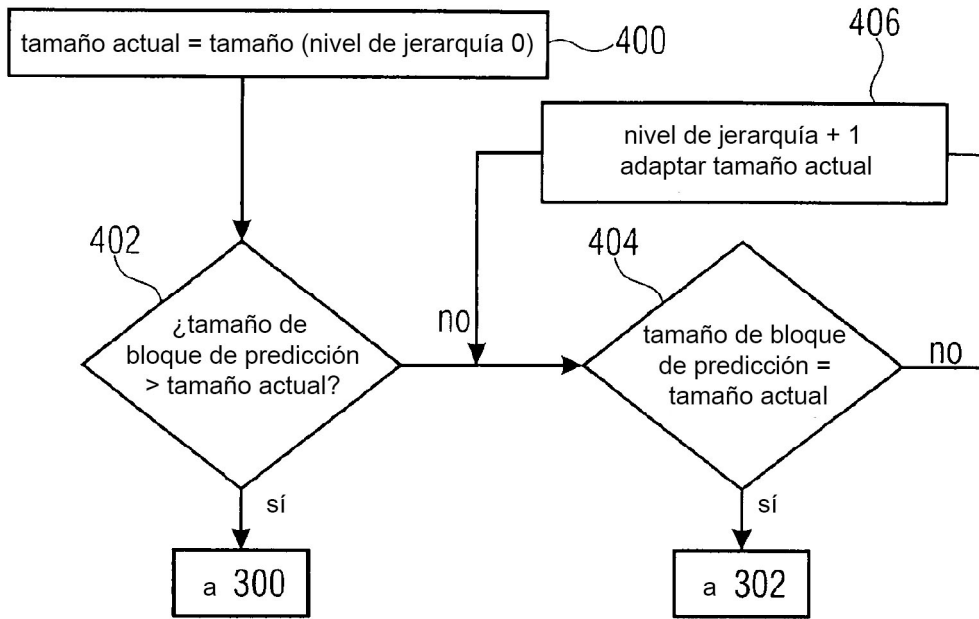 tamaño actual = tamaño (nivel de jerarquía 0)
400
406
nivel de jerarquía + 1
adaptar tamaño actual
402
¿tamaño de
bloque de predicción
> tamaño actual?
no
404
tamaño de bloque
de predicción =
tamaño actual
no
sí
sí
a 300
a 302